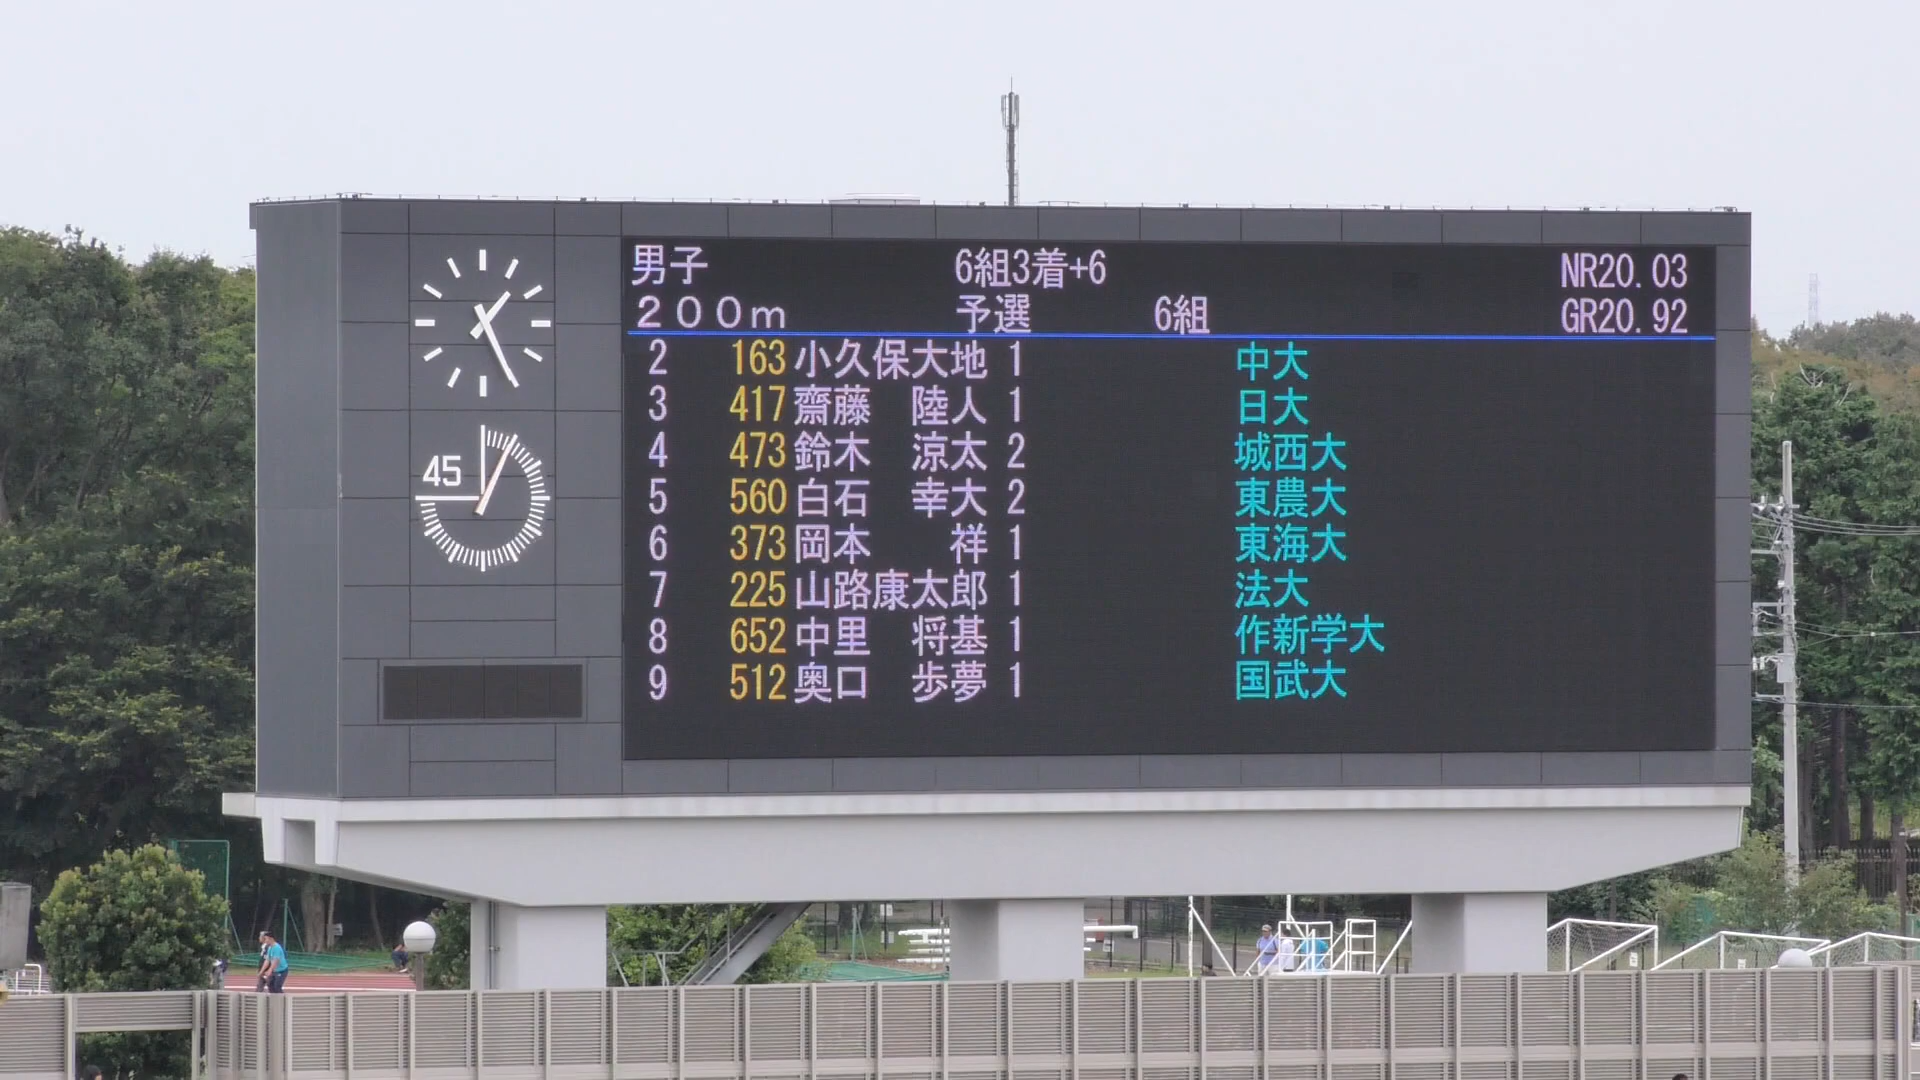 男子 6組3着+6 NR20.03
200m 予選 6組 GR20.92
2 163 小久保大地 1 中大
3 417 齋藤 陸人 1 日大
4 473 鈴木 涼太 2 城西大
5 560 白石 幸大 2 東農大
6 373 岡本 祥 1 東海大
7 225 山路康太郎 1 法大
8 652 中里 将基 1 作新学大
9 512 奥口 歩夢 1 国武大
45